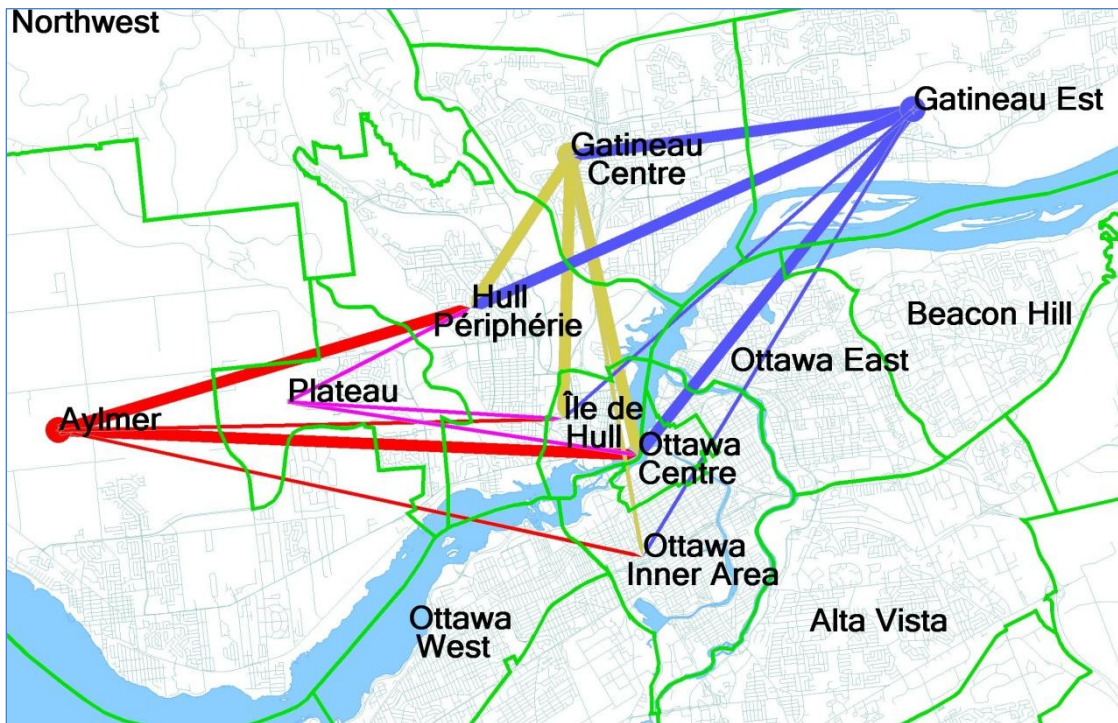 Northwest
Gatineau Est
Gatineau
Centre
Hull
Périphérie
Beacon Hill
Ottawa East
Plateau
Aylmer
Île de
Hull
Ottawa
Centre
Ottawa
Inner Area
Ottawa
West
Alta Vista